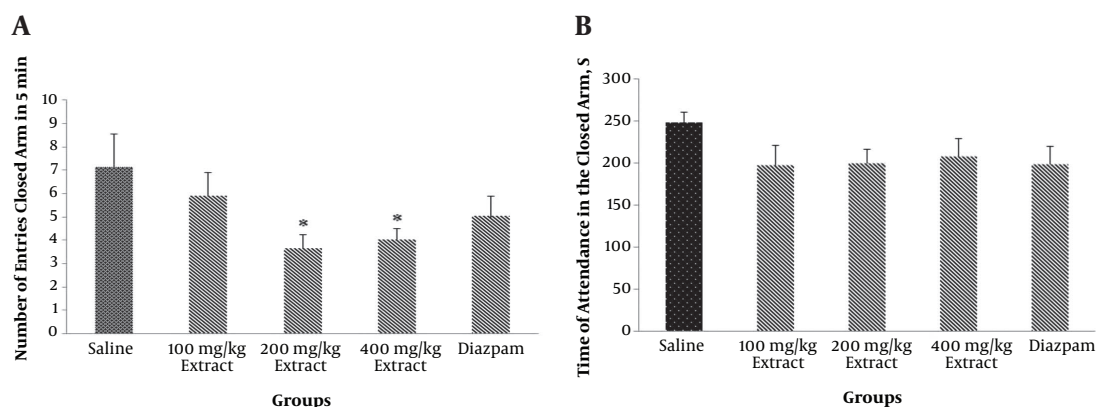 A
Number of Entries Closed Arm in 5 min
10
9
8
7
6
5
4
3
2
1
0
*
*
Saline
100 mg/kg
Extract
200 mg/kg
Extract
400 mg/kg
Extract
Diazpam
Groups
B
Time of Attendance in the Closed Arm, S
300
250
200
150
100
50
0
Saline
100 mg/kg
Extract
200 mg/kg
Extract
400 mg/kg
Extract
Diazpam
Groups